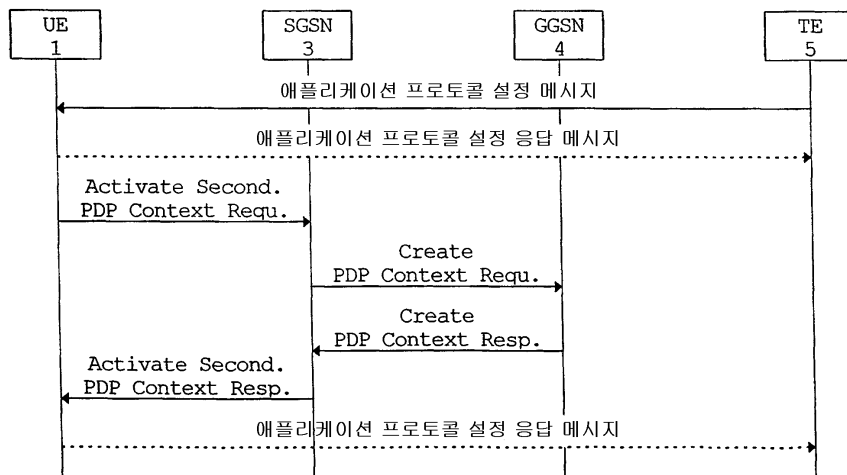 UE
1
SGSN
3
GGSN
4
TE
5
애플리케이션 프로토콜 설정 메시지
애플리케이션 프로토콜 설정 응답 메시지
Activate Second.
PDP Context Requ.
Create
PDP Context Requ.
Create
PDP Context Resp.
Activate Second.
PDP Context Resp.
애플리케이션 프로토콜 설정 응답 메시지